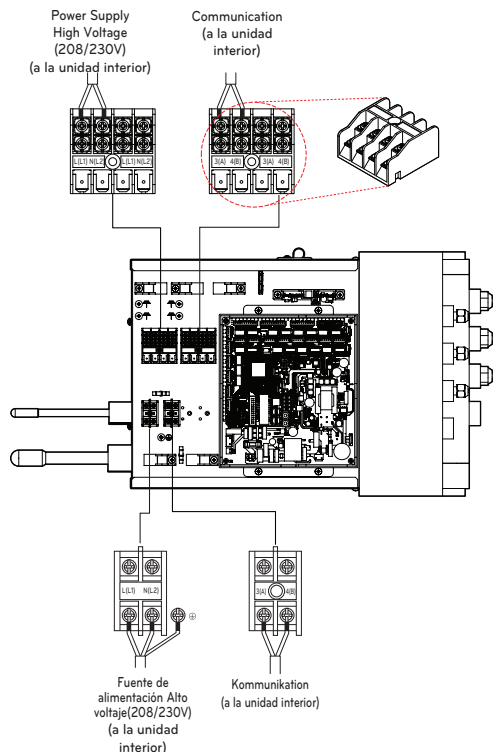 Power Supply
High Voltage
(208/230V)
(a la unidad interior)
Communication
(a la unidad
interior)
L(L1) N(L2) L(L1) N(L2)
3(A) 4(B) 3(A) 4(B)
L(L1) N(L2)
3(A) 4(B)
Fuente de
alimentación Alto
voltaje(208/230V)
(a la unidad
interior)
Kommunikation
(a la unidad interior)